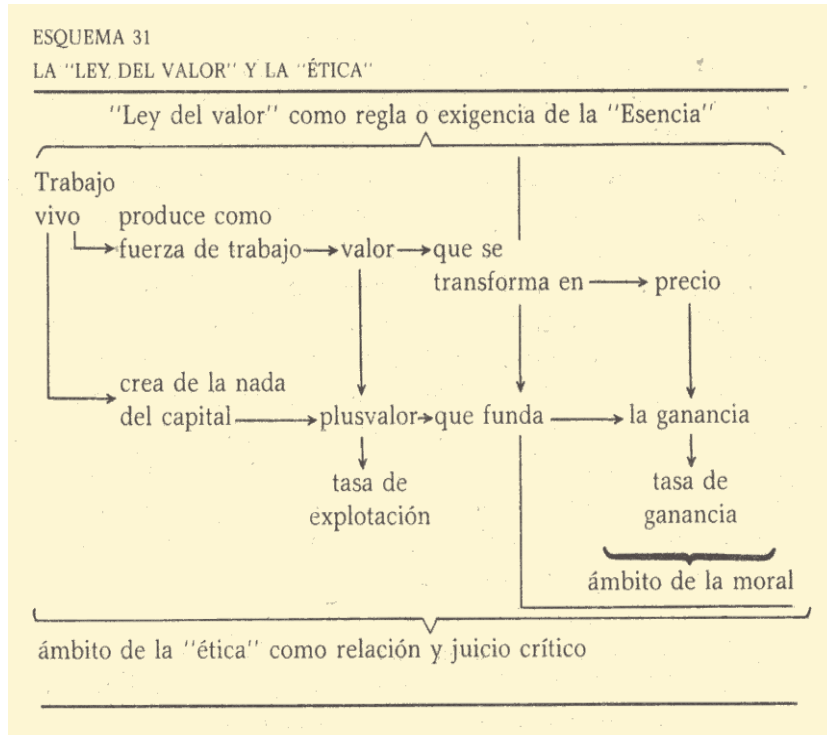 ESQUEMA 31
LA "LEY DEL VALOR" Y LA "ÉTICA"
"Ley del valor" como regla o exigencia de la "Esencia"
Trabajo
vivo produce como
fuerza de trabajo→valor→que se
transforma en→precio
crea de la nada
del capital→plusvalor→que funda→la ganancia
tasa de tasa de
explotación ganancia
ámbito de la moral
ámbito de la "ética" como relación y juicio crítico